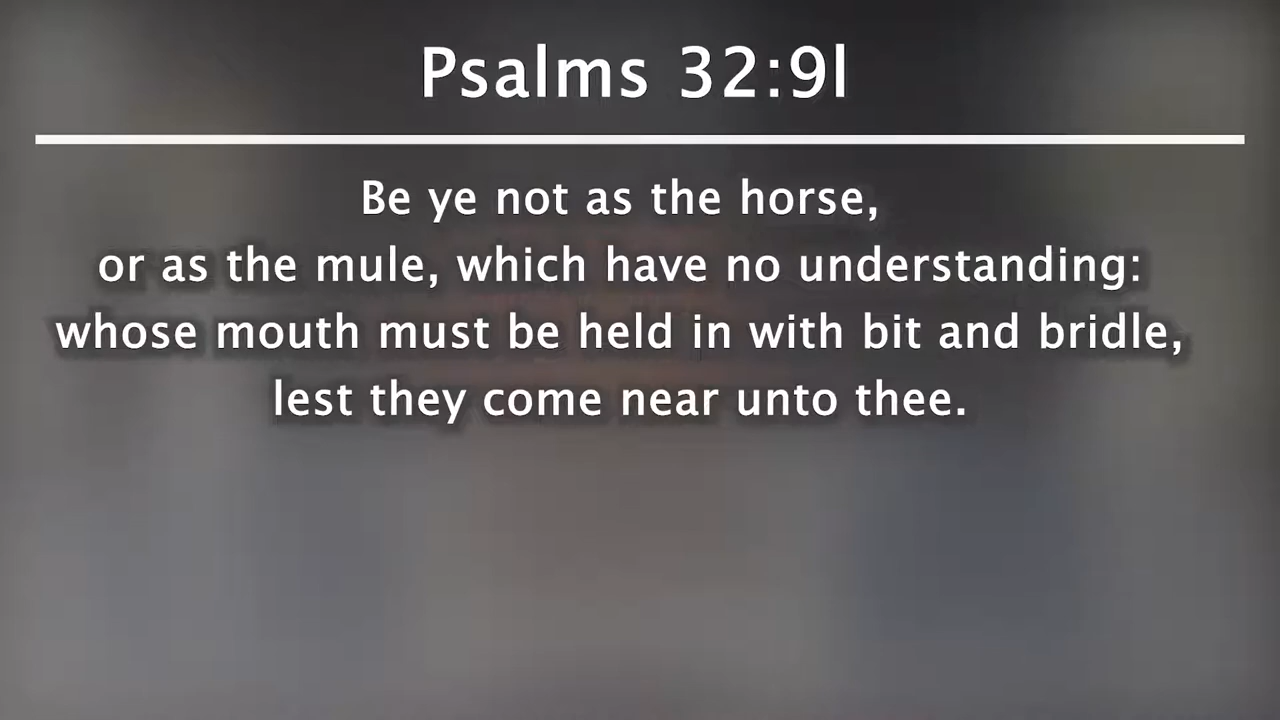 Psalms 32:9l
Be ye not as the horse,
or as the mule, which have no understanding:
whose mouth must be held in with bit and bridle,
lest they come near unto thee.